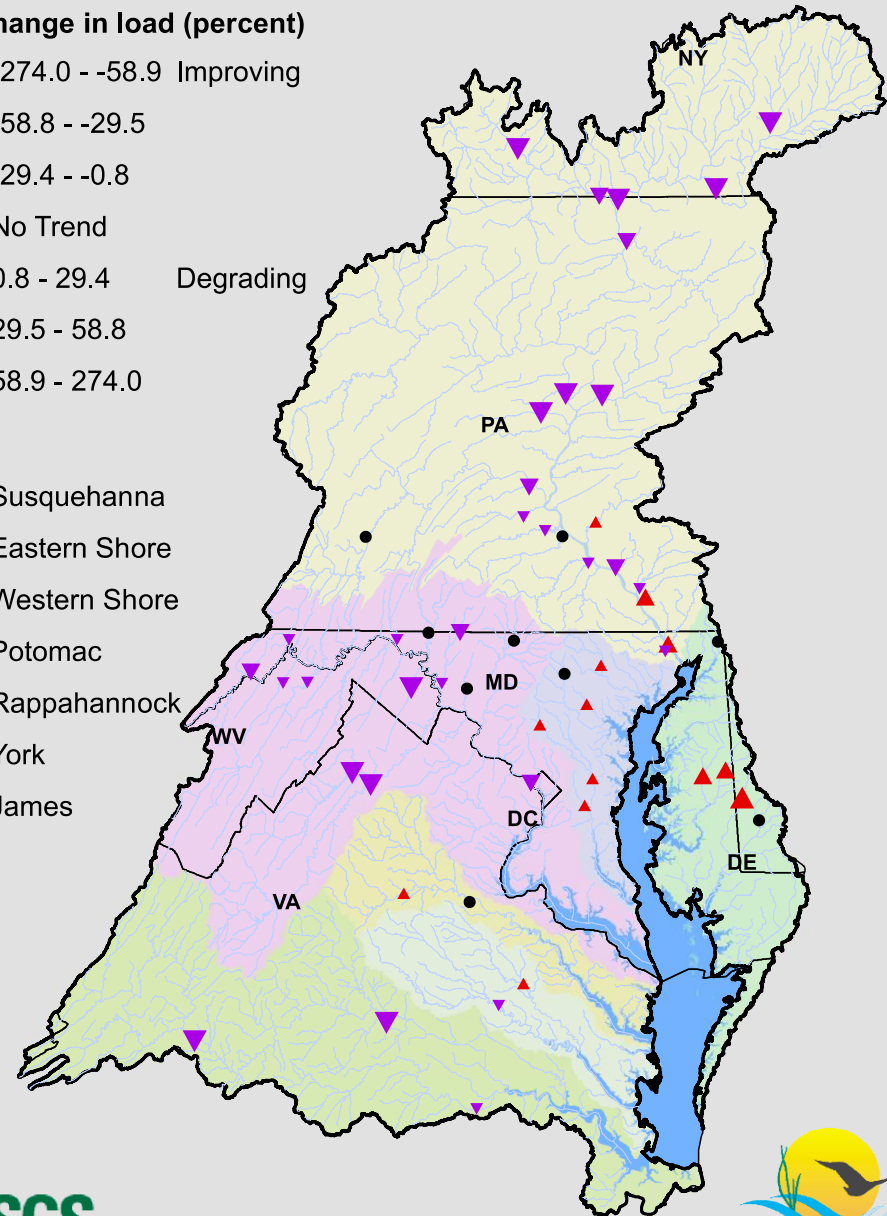 hange in load (percent)
274.0 - -58.9 Improving
58.8 - -29.5
29.4 - -0.8
No Trend
0.8 - 29.4 Degrading
29.5 - 58.8
58.9 - 274.0
Susquehanna
Eastern Shore
Western Shore
Potomac
Rappahannock
York
James
NY
PA
MD
WV
DC
DE
VA
SGS